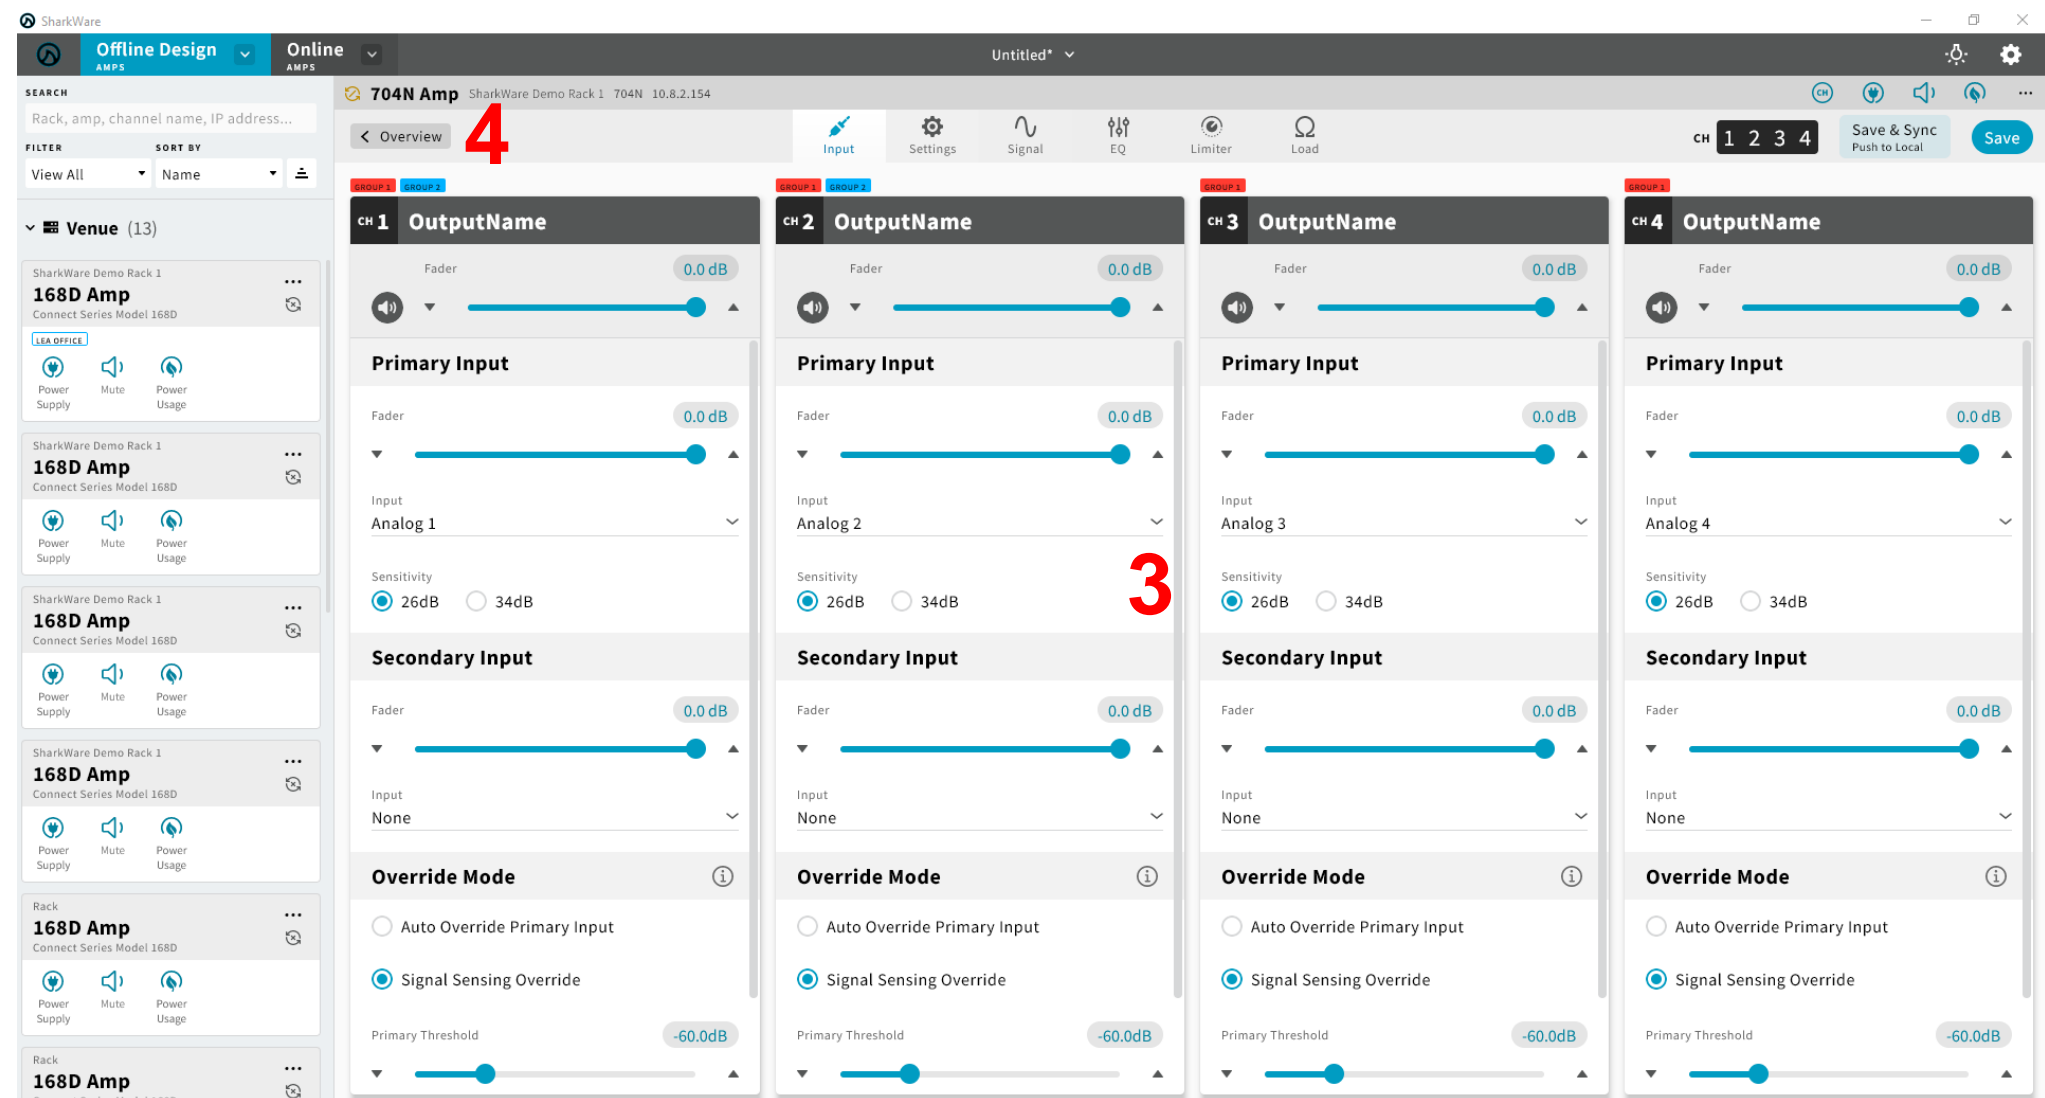 SharkWare
Offline Design
AMPS
Online
AMPS
Untitled*
SEARCH
Rack, amp, channel name, IP address...
FILTER
SORT BY
View All
Name
Venue (13)
SharkWare Demo Rack 1
168D Amp
Connect Series Model 168D
LEA OFFICE
Power Supply
Mute
Power Usage
SharkWare Demo Rack 1
168D Amp
Connect Series Model 168D
Power Supply
Mute
Power Usage
SharkWare Demo Rack 1
168D Amp
Connect Series Model 168D
Power Supply
Mute
Power Usage
SharkWare Demo Rack 1
168D Amp
Connect Series Model 168D
Power Supply
Mute
Power Usage
Rack
168D Amp
Connect Series Model 168D
Power Supply
Mute
Power Usage
Rack
168D Amp
704N Amp SharkWare Demo Rack 1 704N 10.8.2.154
CH
Overview
4
Input
Settings
Signal
EQ
Limiter
Load
CH 1 2 3 4
Save & Sync
Push to Local
Save
GROUP 1 GROUP 2
CH 1 OutputName
Fader 0.0 dB
Primary Input
Fader 0.0 dB
Input
Analog 1
Sensitivity
26dB 34dB
Secondary Input
Fader 0.0 dB
Input
None
Override Mode
Auto Override Primary Input
Signal Sensing Override
Primary Threshold -60.0dB
GROUP 1 GROUP 2
CH 2 OutputName
Fader 0.0 dB
Primary Input
Fader 0.0 dB
Input
Analog 2
3
Sensitivity
26dB 34dB
Secondary Input
Fader 0.0 dB
Input
None
Override Mode
Auto Override Primary Input
Signal Sensing Override
Primary Threshold -60.0dB
GROUP 1
CH 3 OutputName
Fader 0.0 dB
Primary Input
Fader 0.0 dB
Input
Analog 3
Sensitivity
26dB 34dB
Secondary Input
Fader 0.0 dB
Input
None
Override Mode
Auto Override Primary Input
Signal Sensing Override
Primary Threshold -60.0dB
GROUP 1
CH 4 OutputName
Fader 0.0 dB
Primary Input
Fader 0.0 dB
Input
Analog 4
Sensitivity
26dB 34dB
Secondary Input
Fader 0.0 dB
Input
None
Override Mode
Auto Override Primary Input
Signal Sensing Override
Primary Threshold -60.0dB